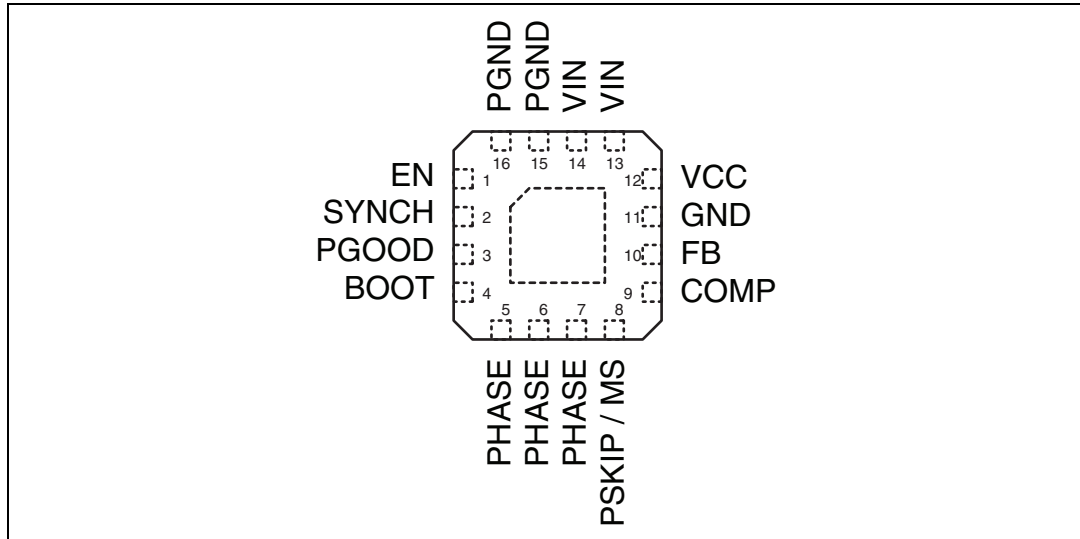 PGND
PGND
VIN
VIN
16 15 14 13
EN 1 12 VCC
SYNCH 2 11 GND
PGOOD 3 10 FB
BOOT 4 9 COMP
5 6 7 8
PHASE
PHASE
PHASE
PSKIP / MS